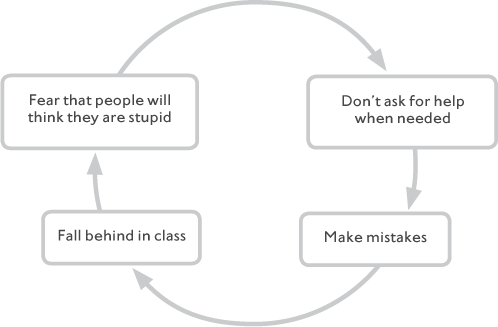 Fear that people will
think they are stupid
Don't ask for help
when needed
Fall behind in class
Make mistakes